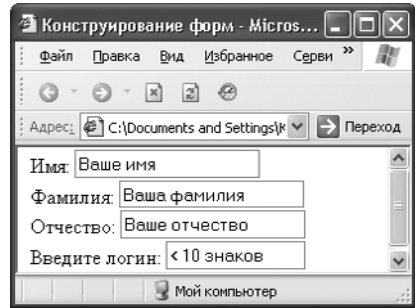 Конструирование форм - Micros...
Файл Правка Вид Избранное Серви »
Адрес: C:\Documents and Settings\k Переход
Имя: Ваше имя
Фамилия: Ваша фамилия
Отчество: Ваше отчество
Введите логин: < 10 знаков
Мой компьютер